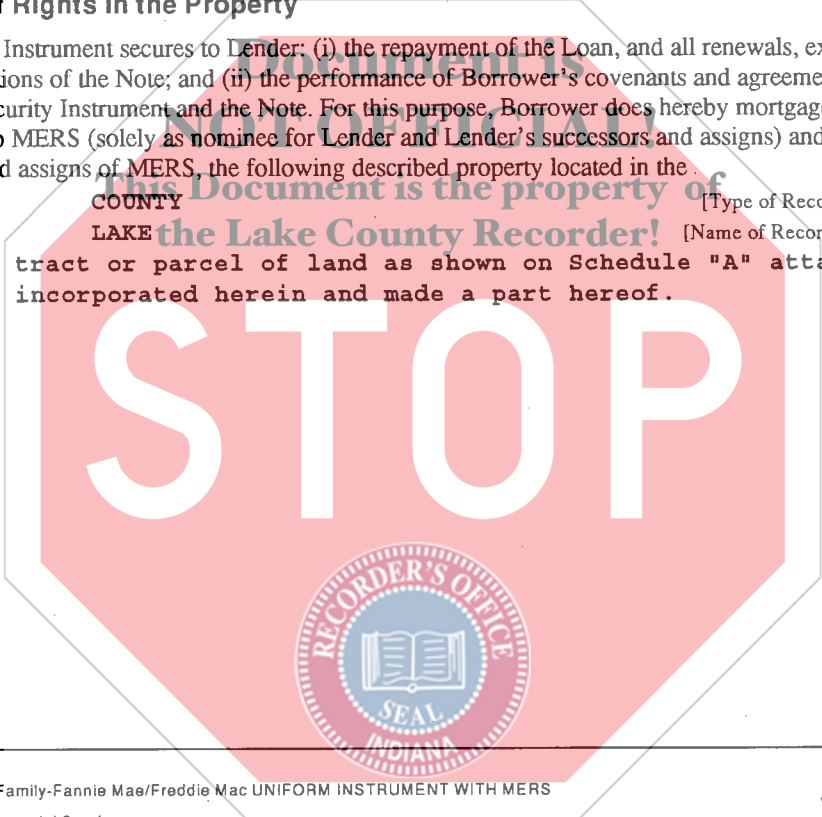 Rights in the Property
Instrument secures to Lender: (i) the repayment of the Loan, and all renewals, ex
ions of the Note; and (ii) the performance of Borrower's covenants and agreeme
curity Instrument and the Note. For this purpose, Borrower does hereby mortgag
MERS (solely as nominee for Lender and Lender's successors and assigns) and
d assigns of MERS, the following described property located in the
COUNTY [Type of Reco
LAKE [Name of Recor
tract or parcel of land as shown on Schedule "A" atta
incorporated herein and made a part hereof.
Document is
NOT OFFICIAL!
This Document is the property of
the Lake County Recorder!
STOP
RECORDER'S OFFICE
SEAL
INDIANA
Family-Fannie Mae/Freddie Mac UNIFORM INSTRUMENT WITH MERS